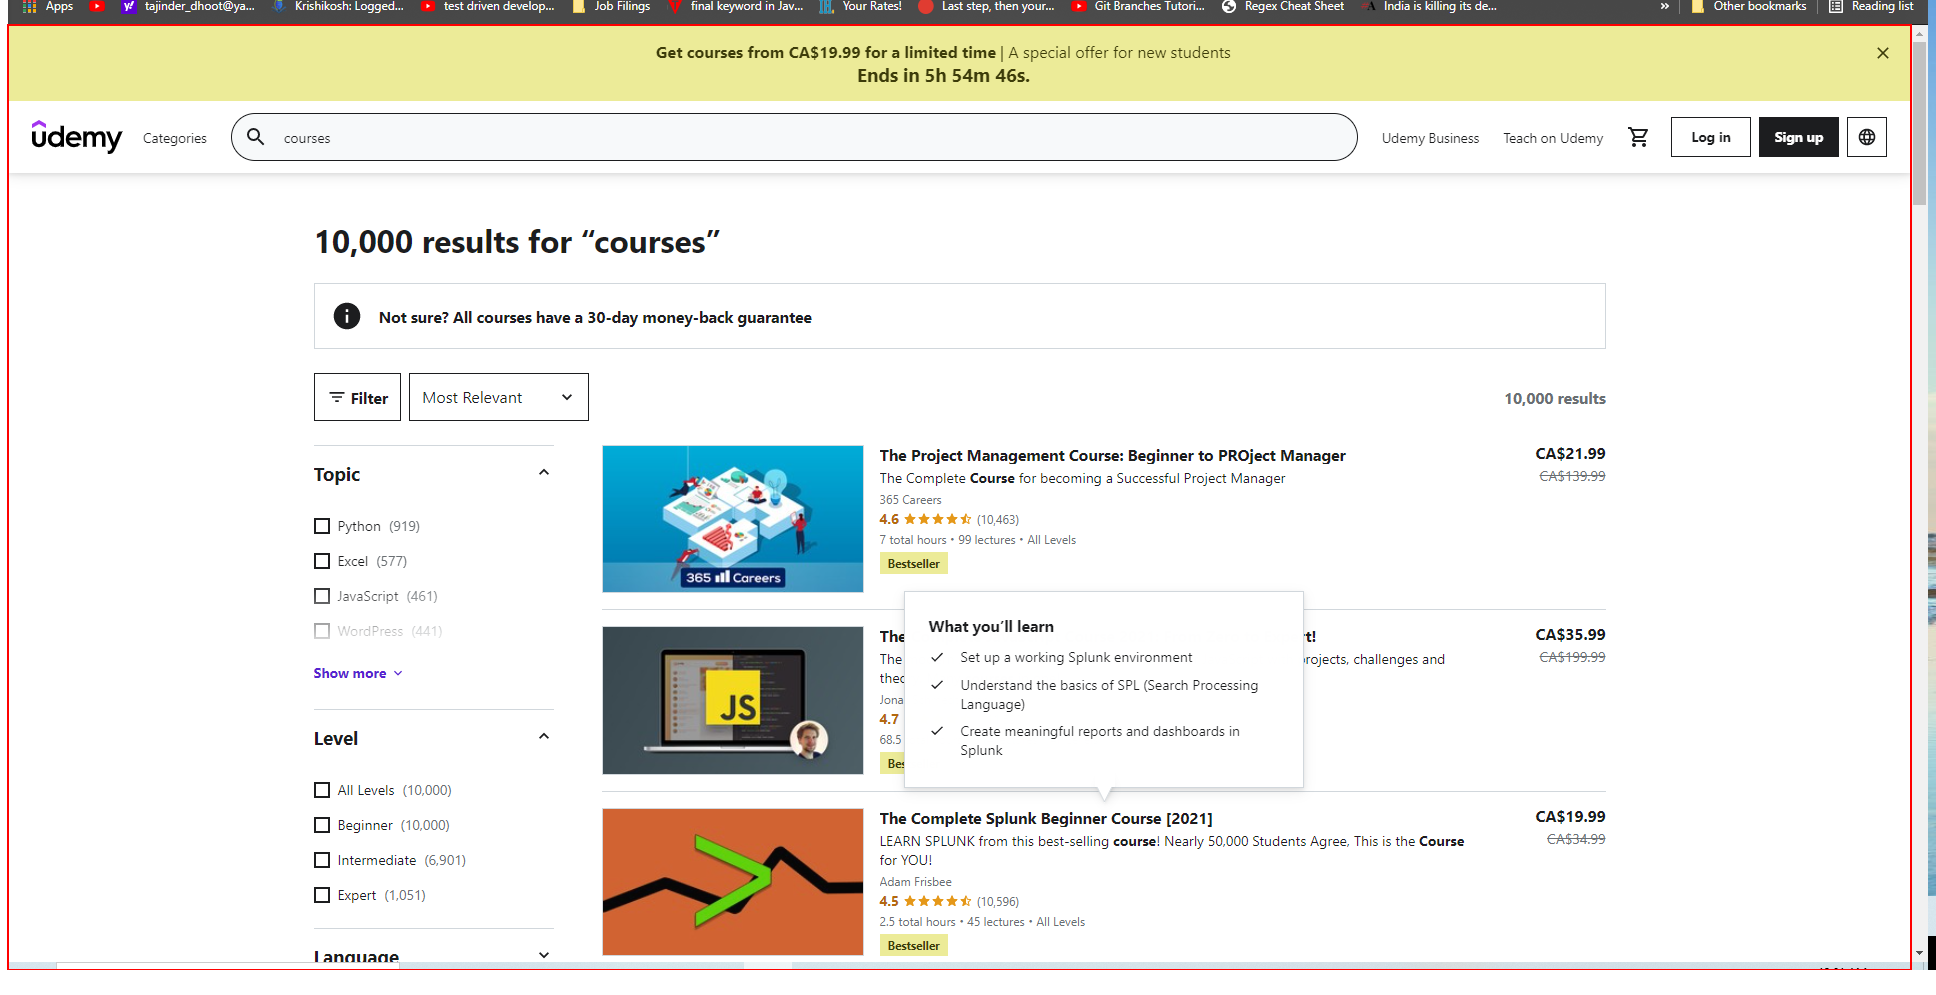 Apps
tajinder_dhoot@ya...
Krishikosh: Logged...
test driven develop...
Job Filings
final keyword in Jav...
Your Rates!
Last step, then your...
Git Branches Tutori...
Regex Cheat Sheet
India is killing its de...
»
Other bookmarks
Reading list
Get courses from CA$19.99 for a limited time | A special offer for new students
Ends in 5h 54m 46s.
udemy
Categories
courses
Udemy Business
Teach on Udemy
Log in
Sign up
10,000 results for “courses”
Not sure? All courses have a 30-day money-back guarantee
Filter
Most Relevant
10,000 results
Topic
Python (919)
Excel (577)
JavaScript (461)
WordPress (441)
Show more
Level
All Levels (10,000)
Beginner (10,000)
Intermediate (6,901)
Expert (1,051)
Language
365 Careers
The Project Management Course: Beginner to PROject Manager
CA$21.99
The Complete Course for becoming a Successful Project Manager
CA$139.99
365 Careers
4.6 (10,463)
7 total hours • 99 lectures • All Levels
Bestseller
JS
The
rt!
CA$35.99
The
rojects, challenges and
CA$199.99
theo
Jona
4.7
68.5
Bes
What you’ll learn
Set up a working Splunk environment
Understand the basics of SPL (Search Processing
Language)
Create meaningful reports and dashboards in
Splunk
The Complete Splunk Beginner Course [2021]
CA$19.99
LEARN SPLUNK from this best-selling course! Nearly 50,000 Students Agree, This is the Course
CA$34.99
for YOU!
Adam Frisbee
4.5 (10,596)
2.5 total hours • 45 lectures • All Levels
Bestseller